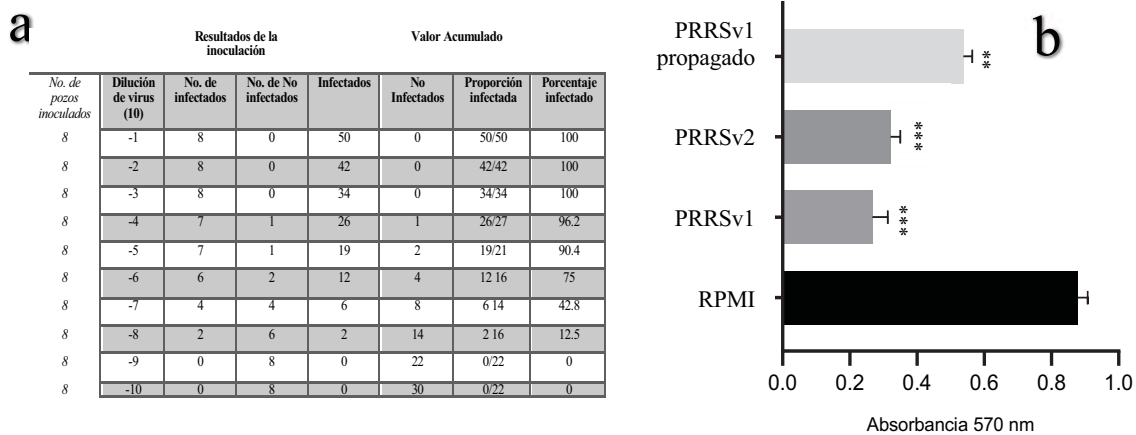 a
Resultados de la inoculación Valor Acumulado
No. de pozos inoculados Dilución de virus (10) No. de infectados No. de No infectados Infectados No Infectados Proporción infectada Porcentaje infectado
8 -1 8 0 50 0 50/50 100
8 -2 8 0 42 0 42/42 100
8 -3 8 0 34 0 34/34 100
8 -4 7 1 26 1 26/27 96.2
8 -5 7 1 19 2 19/21 90.4
8 -6 6 2 12 4 12 16 75
8 -7 4 4 6 8 6 14 42.8
8 -8 2 6 2 14 2 16 12.5
8 -9 0 8 0 22 0/22 0
8 -10 0 8 0 30 0/22 0
b
PRRSv1
propagado
**
PRRSv2
***
PRRSv1
***
RPMI
0.0 0.2 0.4 0.6 0.8 1.0
Absorbancia 570 nm